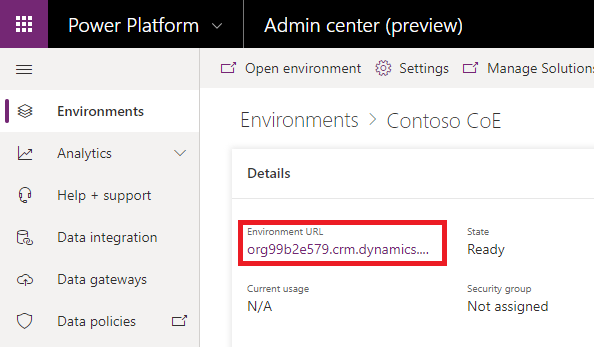 Power Platform
Admin center (preview)
Open environment
Settings
Manage Solutions
Environments
Analytics
Help + support
Data integration
Data gateways
Data policies
Environments > Contoso CoE
Details
Environment URL
org99b2e579.crm.dynamics....
State
Ready
Current usage
N/A
Security group
Not assigned